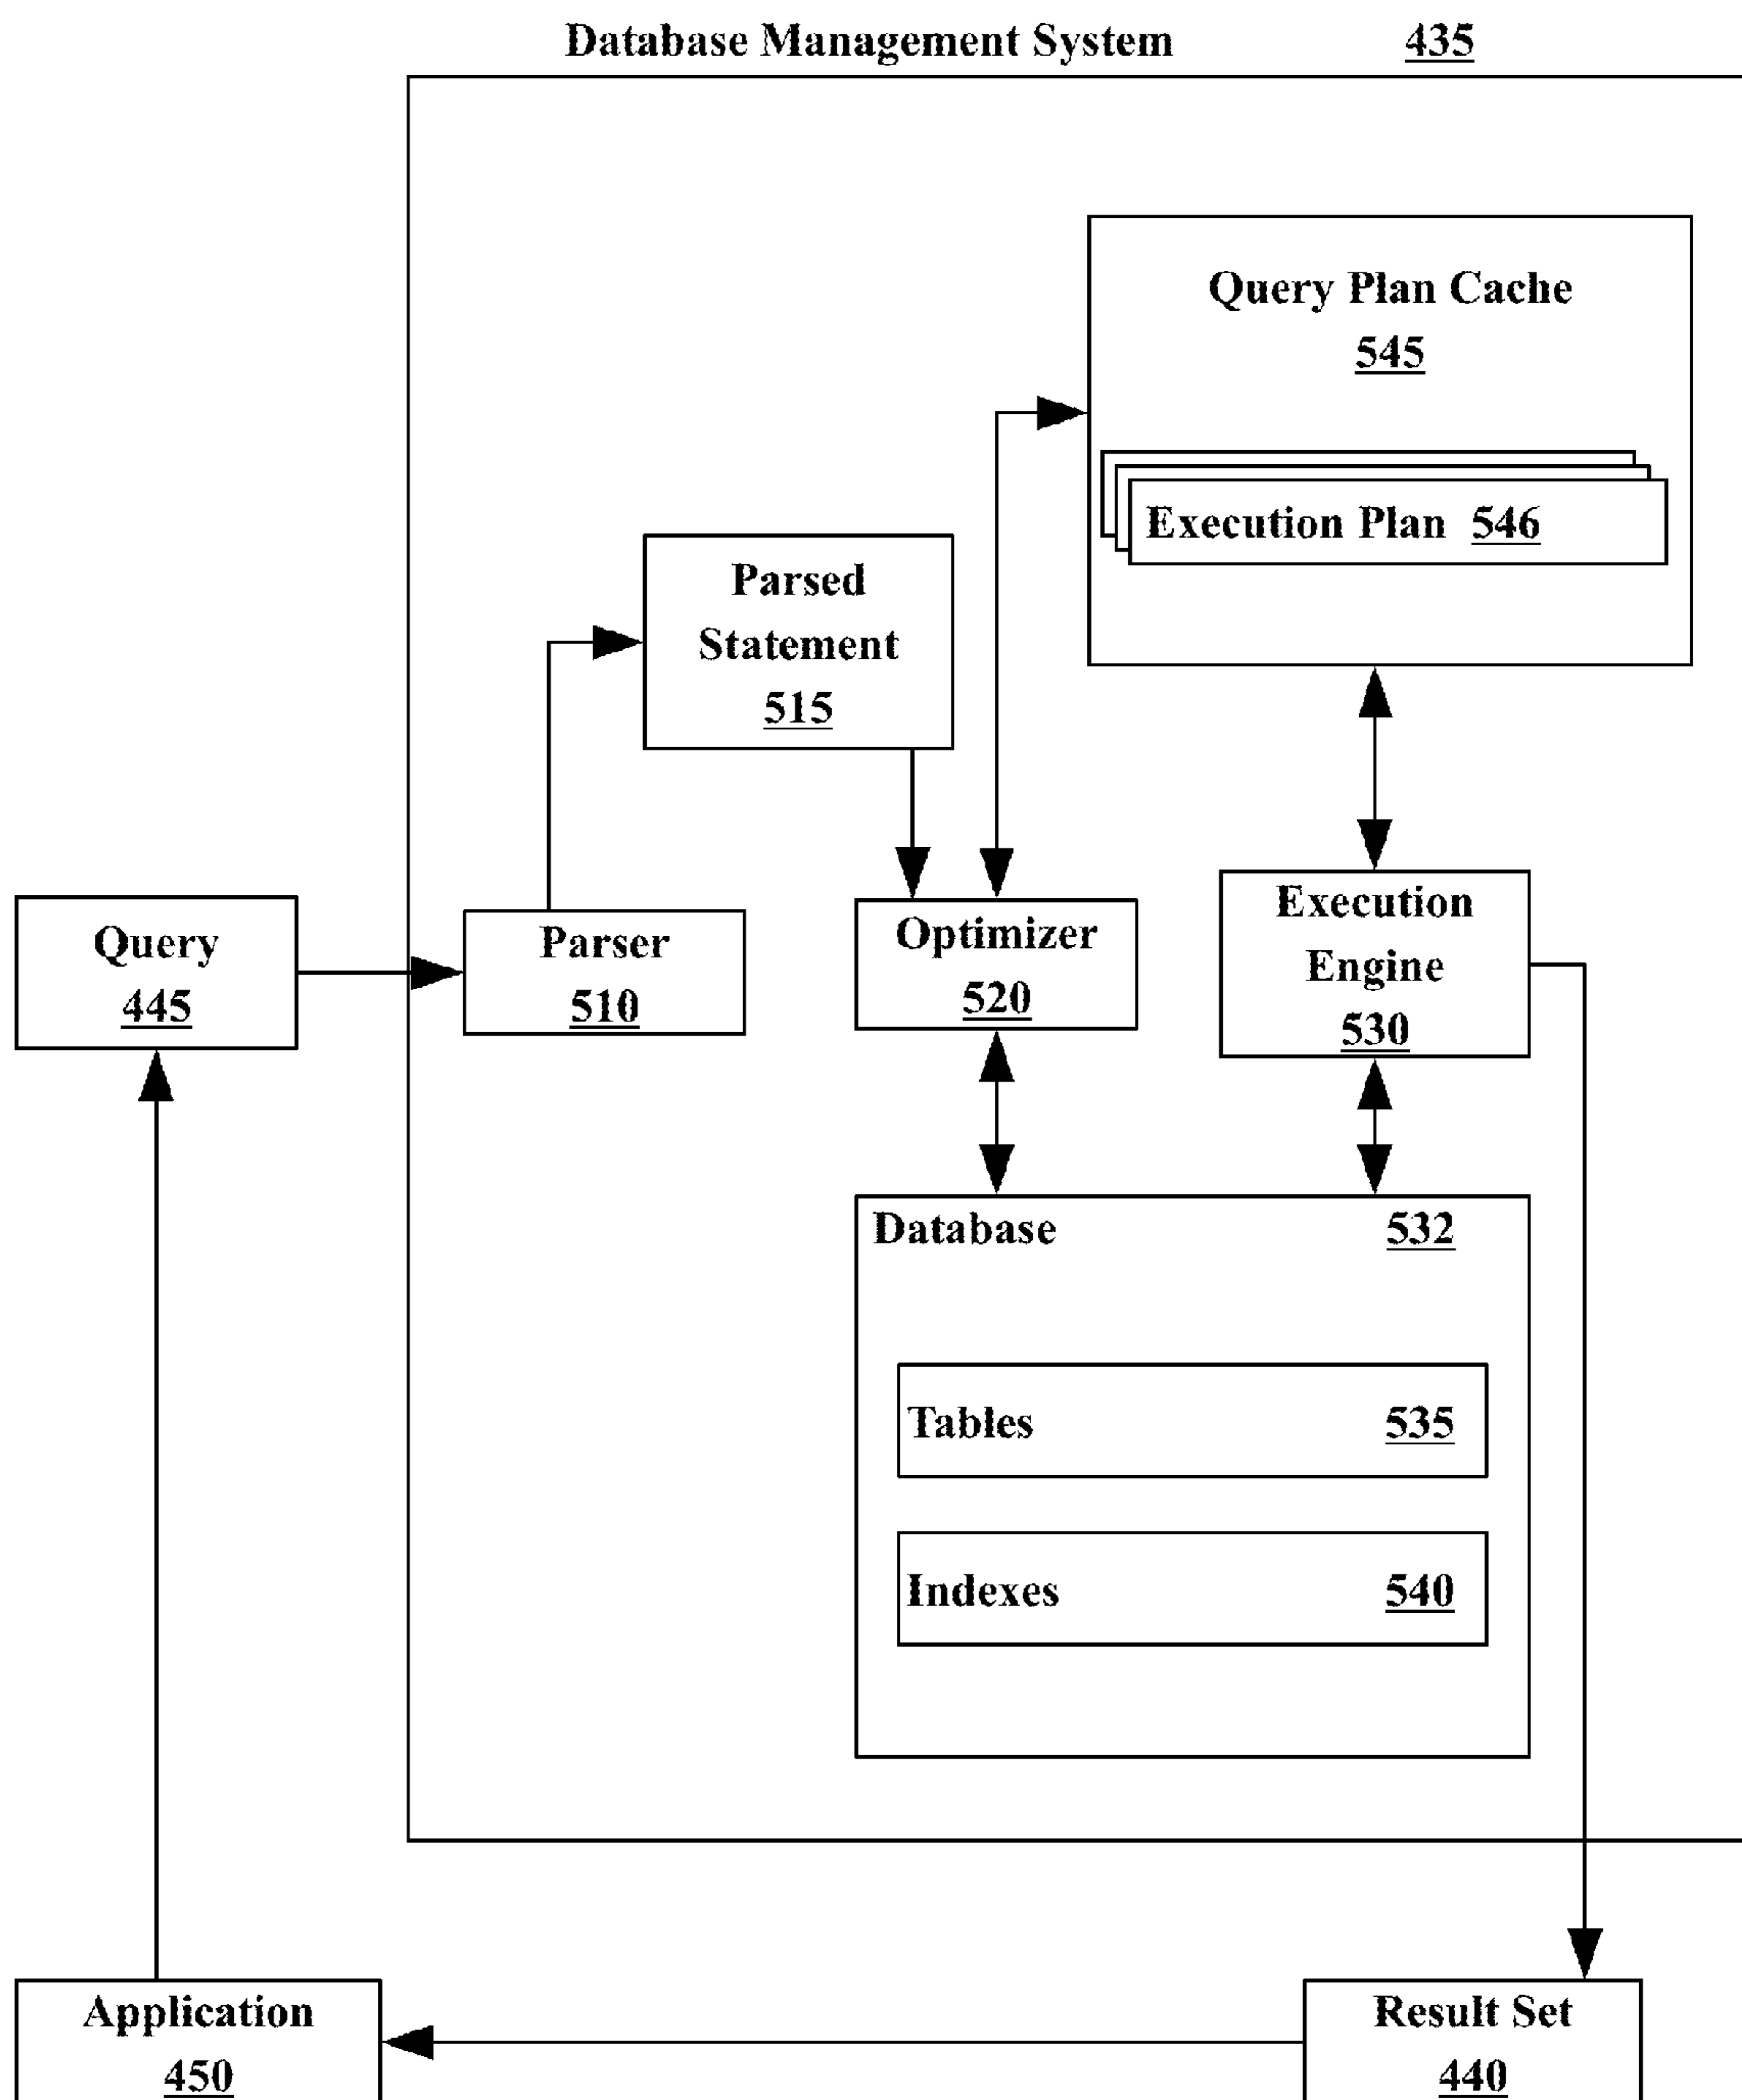 Database Management System 435
Query Plan Cache
545
Execution Plan 546
Parsed
Statement
515
Query
445
Parser
510
Optimizer
520
Execution
Engine
530
Database 532
Tables 535
Indexes 540
Application
450
Result Set
440